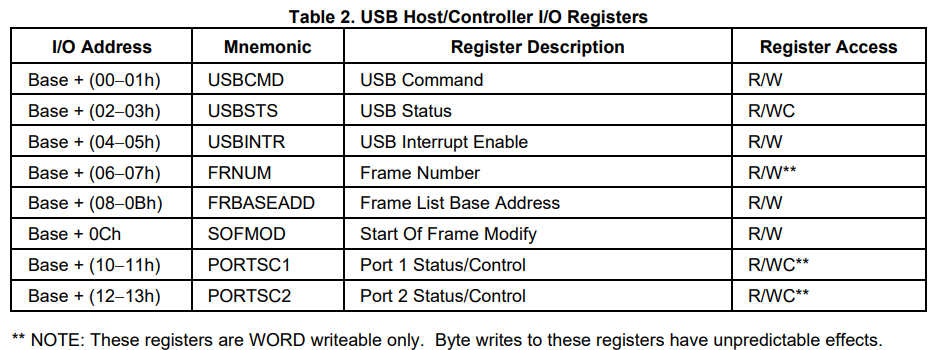 Table 2. USB Host/Controller I/O Registers
I/O Address Mnemonic Register Description Register Access
Base + (00–01h) USBCMD USB Command R/W
Base + (02–03h) USBSTS USB Status R/WC
Base + (04–05h) USBINTR USB Interrupt Enable R/W
Base + (06–07h) FRNUM Frame Number R/W**
Base + (08–0Bh) FRBASEADD Frame List Base Address R/W
Base + 0Ch SOFMOD Start Of Frame Modify R/W
Base + (10–11h) PORTSC1 Port 1 Status/Control R/WC**
Base + (12–13h) PORTSC2 Port 2 Status/Control R/WC**
** NOTE: These registers are WORD writeable only.  Byte writes to these registers have unpredictable effects.